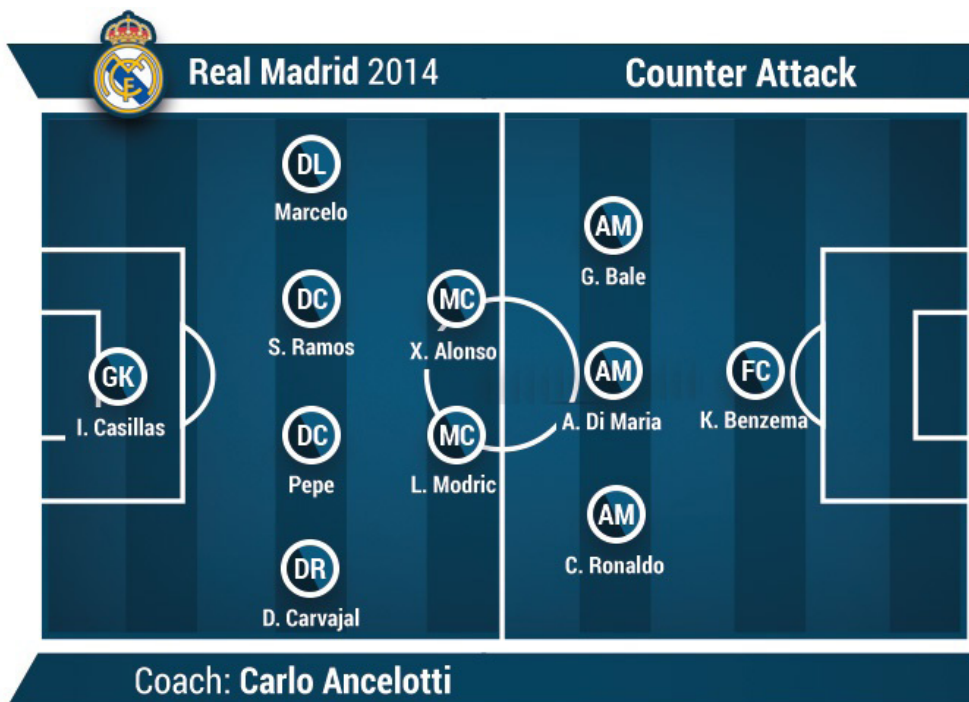 Real Madrid 2014
Counter Attack
DL
Marcelo
AM
G. Bale
DC
S. Ramos
MC
X. Alonso
GK
I. Casillas
AM
A. Di Maria
FC
K. Benzema
DC
Pepe
MC
L. Modric
AM
C. Ronaldo
DR
D. Carvajal
Coach: Carlo Ancelotti